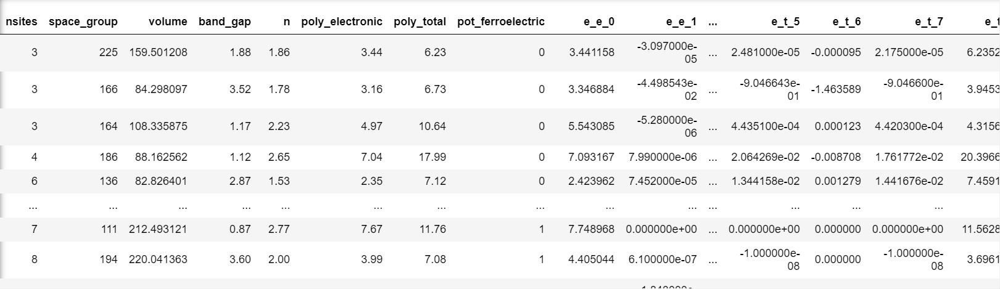 nsites space_group volume band_gap n poly_electronic poly_total pot_ferroelectric e_e_0 e_e_1 ... e_t_5 e_t_6 e_t_7 e_t
3 225 159.501208 1.88 1.86 3.44 6.23 0 3.441158 -3.097000e-05 ... 2.481000e-05 -0.000095 2.175000e-05 6.2352
3 166 84.298097 3.52 1.78 3.16 6.73 0 3.346884 -4.498543e-02 ... -9.046643e-01 -1.463589 -9.046600e-01 3.9453
3 164 108.335875 1.17 2.23 4.97 10.64 0 5.543085 -5.280000e-06 ... 4.435100e-04 0.000123 4.420300e-04 4.3156
4 186 88.162562 1.12 2.65 7.04 17.99 0 7.093167 7.990000e-06 ... 2.064269e-02 -0.008708 1.761772e-02 20.3966
6 136 82.826401 2.87 1.53 2.35 7.12 0 2.423962 7.452000e-05 ... 1.344158e-02 0.001279 1.441676e-02 7.4591
... ... ... ... ... ... ... ... ... ... ... ... ... ...
7 111 212.493121 0.87 2.77 7.67 11.76 1 7.748968 0.000000e+00 ... 0.000000e+00 0.000000 0.000000e+00 11.5628
8 194 220.041363 3.60 2.00 3.99 7.08 1 4.405044 6.100000e-07 ... -1.000000e-08 0.000000 -1.000000e-08 3.6961